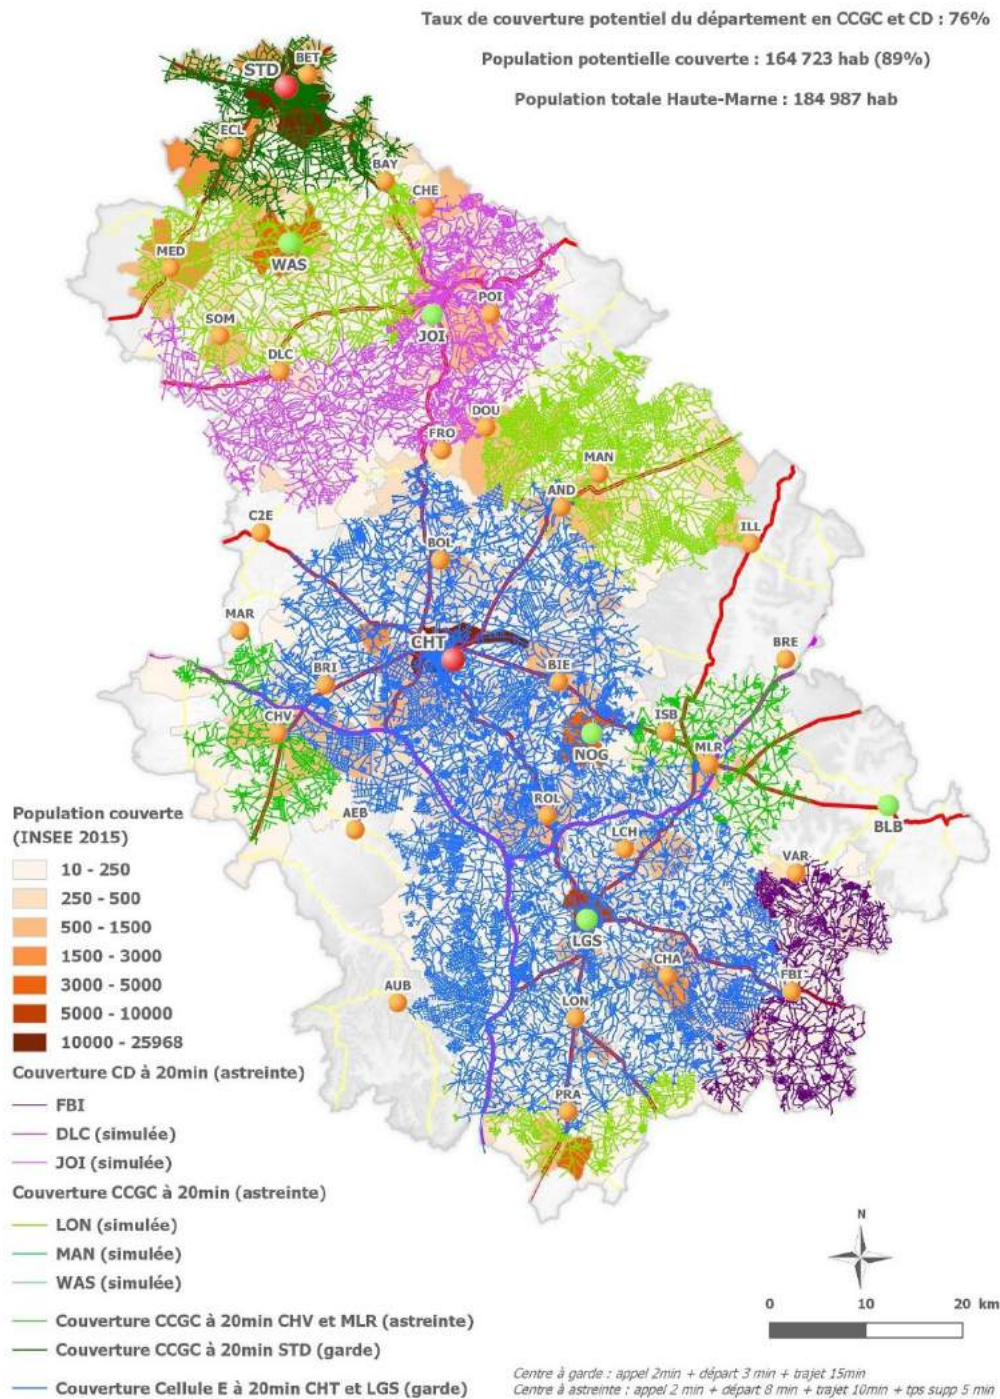 Taux de couverture potentiel du département en CCGC et CD : 76%
Population potentielle couverte : 164 723 hab (89%)
Population totale Haute-Marne : 184 987 hab
BET
STD
ECL
BAY
CHE
MED
WAS
SOM
POI
JOI
DLC
DOU
FRO
MAN
AND
C2E
ILL
BOL
MAR
CHT
BRE
BRI
BIE
CHV
ISB
NOG
MLR
AEB
ROL
LCH
BLB
VAR
LGS
CHA
AUB
FBI
LON
PRA
Population couverte
(INSEE 2015)
10 - 250
250 - 500
500 - 1500
1500 - 3000
3000 - 5000
5000 - 10000
10000 - 25968
Couverture CD à 20min (astreinte)
FBI
DLC (simulée)
JOI (simulée)
Couverture CCGC à 20min (astreinte)
LON (simulée)
MAN (simulée)
WAS (simulée)
Couverture CCGC à 20min CHV et MLR (astreinte)
Couverture CCGC à 20min STD (garde)
Couverture Cellule E à 20min CHT et LGS (garde)
N
0 10 20 km
Centre à garde : appel 2min + départ 3 min + trajet 15min
Centre à astreinte : appel 2 min + départ 8 min + trajet 10min + tps supp 5 min